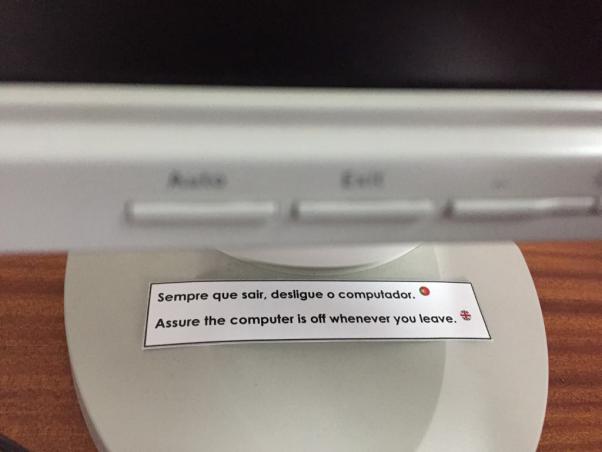 Auto Exit -
Sempre que sair, desligue o computador.
Assure the computer is off whenever you leave.